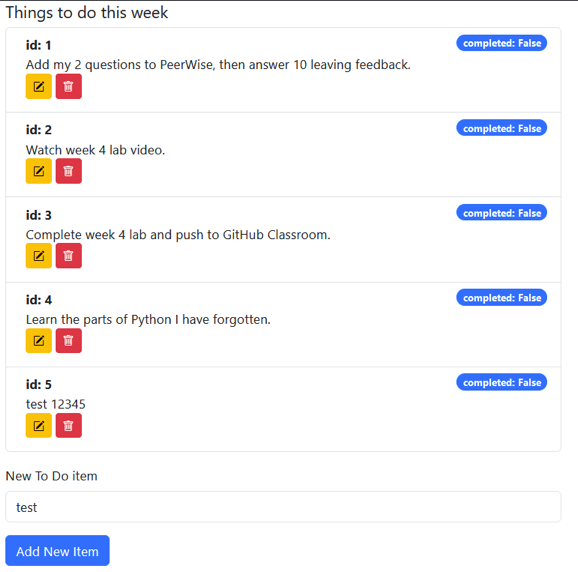 Things to do this week
id: 1
completed: False
Add my 2 questions to PeerWise, then answer 10 leaving feedback.
id: 2
completed: False
Watch week 4 lab video.
id: 3
completed: False
Complete week 4 lab and push to GitHub Classroom.
id: 4
completed: False
Learn the parts of Python I have forgotten.
id: 5
completed: False
test 12345
New To Do item
test
Add New Item